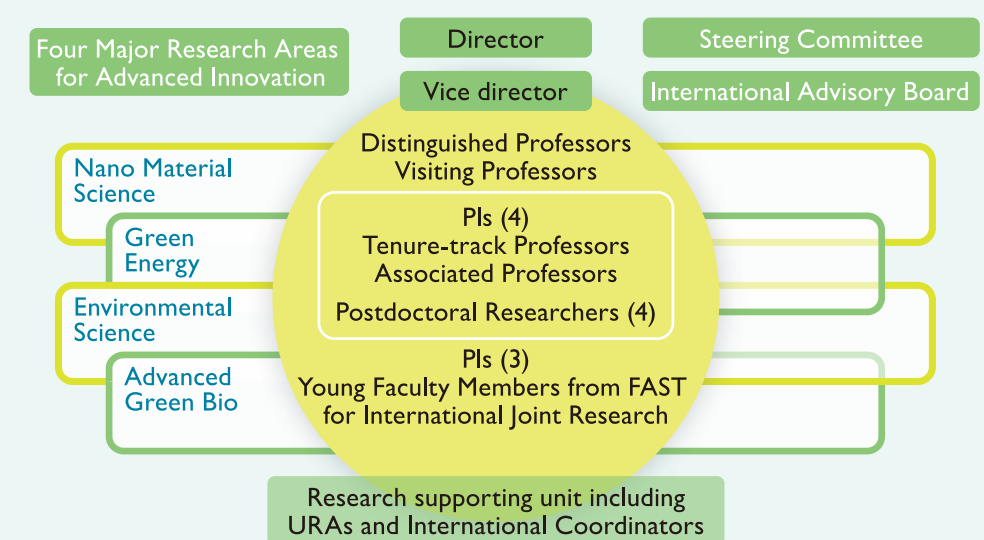 Four Major Research Areas
for Advanced Innovation
Director
Steering Committee
Vice director
International Advisory Board
Distinguished Professors
Visiting Professors
Nano Material
Science
Green
Energy
Environmental
Science
Advanced
Green Bio
PIs (4)
Tenure-track Professors
Associated Professors
Postdoctoral Researchers (4)
PIs (3)
Young Faculty Members from FAST
for International Joint Research
Research supporting unit including
URAs and International Coordinators